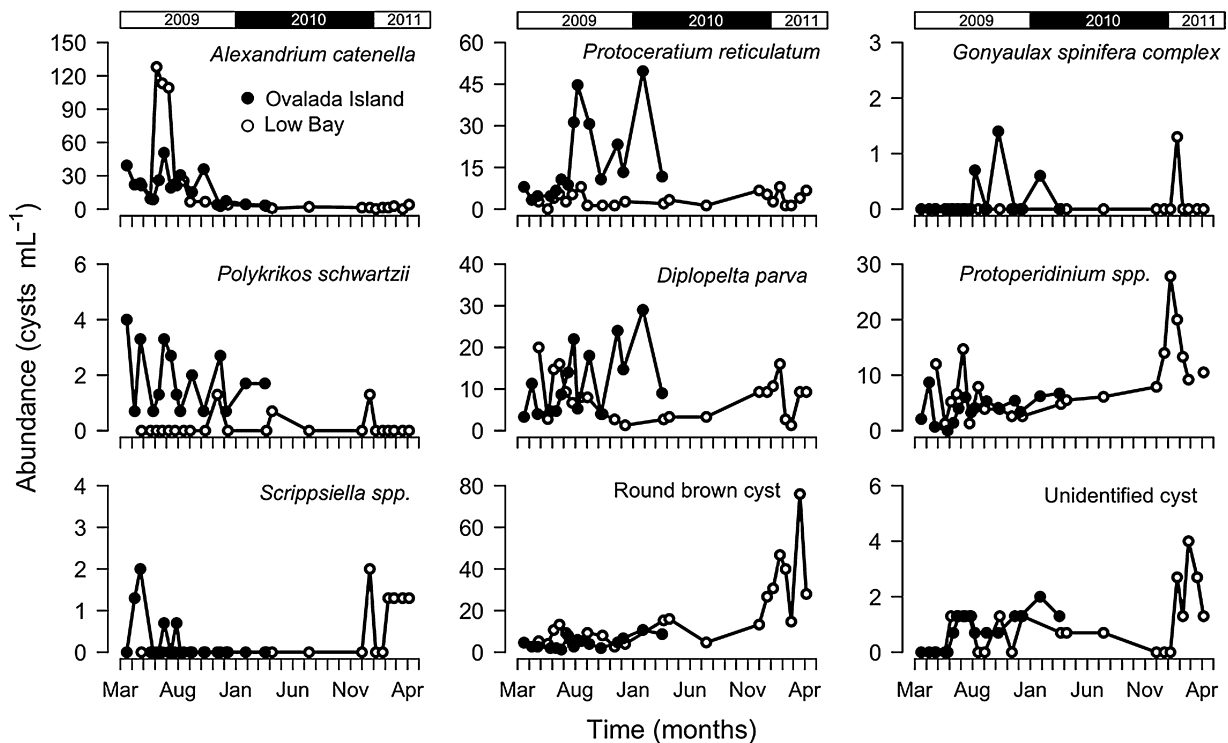 2009 2010 2011
2009 2010 2011
2009 2010 2011
Abundance (cysts mL⁻¹)
Alexandrium catenella
150
120
90
60
30
0
Ovalada Island
Low Bay
Protoceratium reticulatum
60
45
30
15
0
Gonyaulax spinifera complex
3
2
1
0
Polykrikos schwartzii
6
4
2
0
Diplopelta parva
40
30
20
10
0
Protoperidinium spp.
30
20
10
0
Scrippsiella spp.
4
3
2
1
0
Mar Aug Jan Jun Nov Apr
Round brown cyst
80
60
40
20
0
Mar Aug Jan Jun Nov Apr
Unidentified cyst
6
4
2
0
Mar Aug Jan Jun Nov Apr
Time (months)